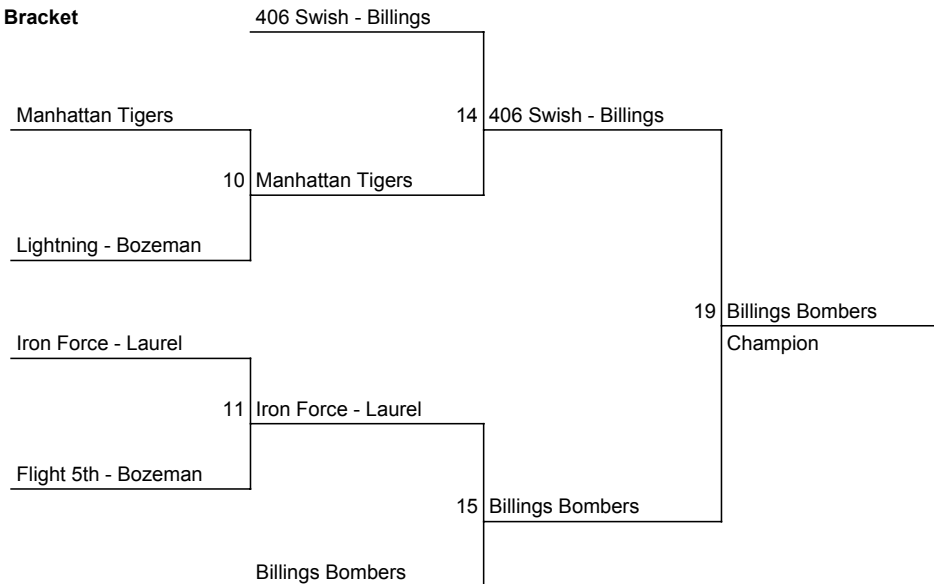 Bracket
406 Swish - Billings
Manhattan Tigers
14 406 Swish - Billings
10 Manhattan Tigers
Lightning - Bozeman
19 Billings Bombers
Iron Force - Laurel
Champion
11 Iron Force - Laurel
Flight 5th - Bozeman
15 Billings Bombers
Billings Bombers